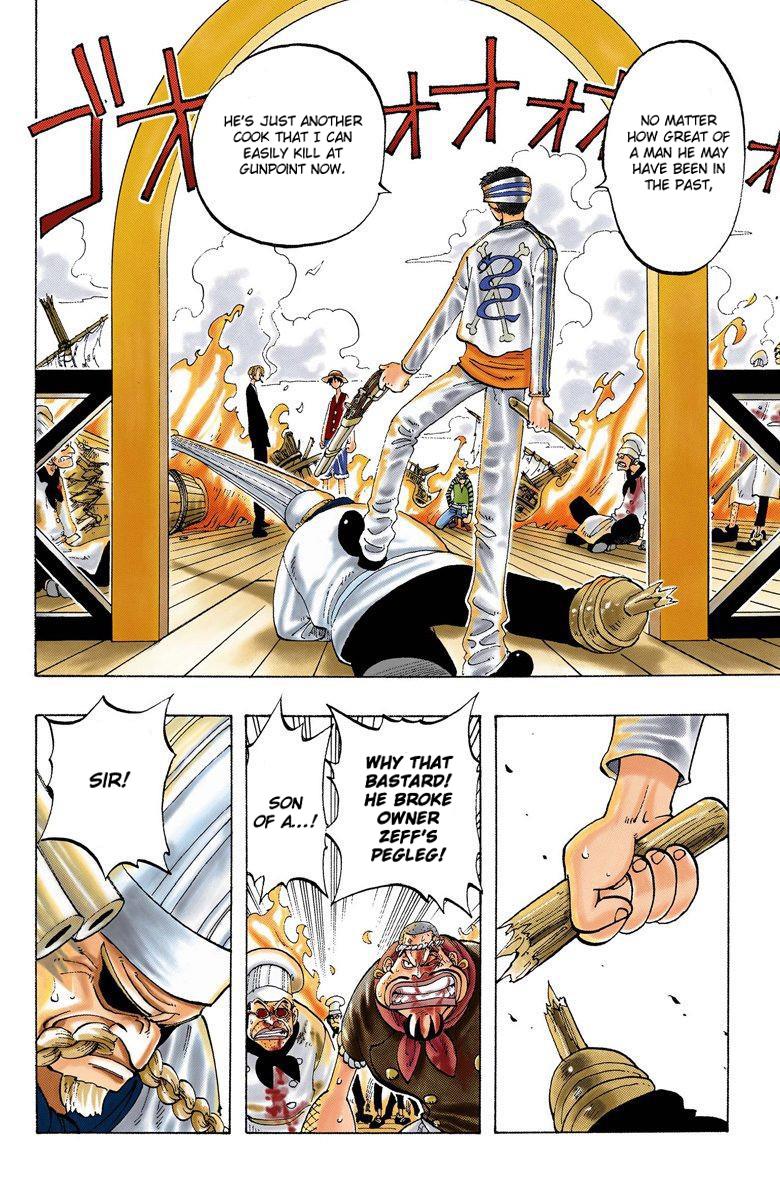 NO MATTER
HOW GREAT OF
A MAN HE MAY
HAVE BEEN IN
THE PAST,
HE'S JUST ANOTHER
COOK THAT I CAN
EASILY KILL AT
GUNPOINT NOW.
ゴオオオオオオ
WHY THAT
BASTARD!
HE BROKE
OWNER
ZEFF'S
PEGLEG!
SON
OF A...!
SIR!